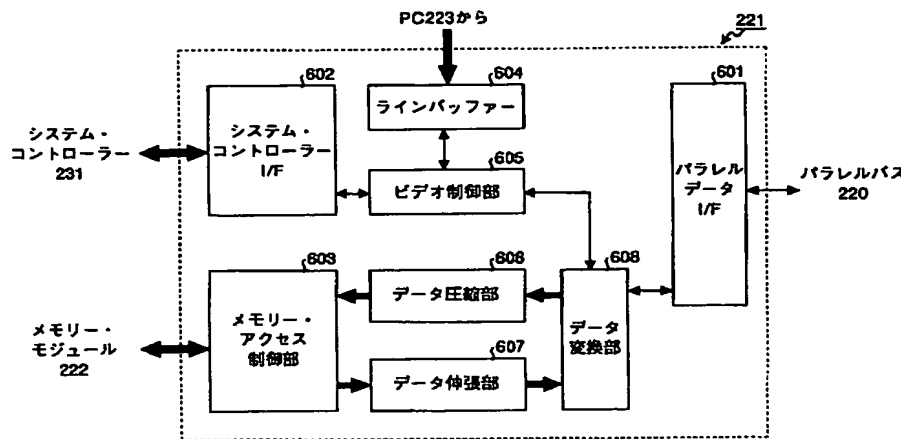 PC223から
221
602
604
601
ラインバッファー
システム・
コントローラー
231
システム・
コントローラー
I/F
605
ビデオ制御部
パラレル
データ
I/F
パラレルバス
220
603
606
608
データ圧縮部
メモリー・
モジュール
222
メモリー・
アクセス
制御部
データ
変換部
607
データ伸張部